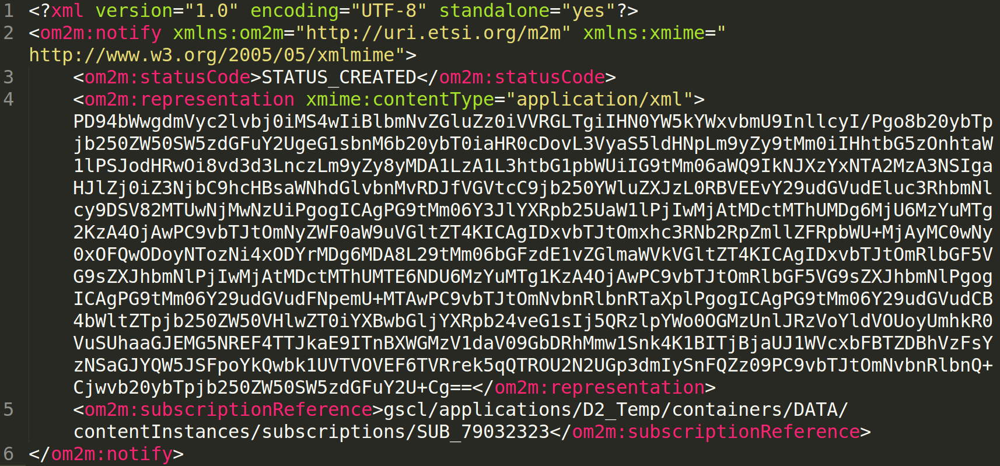 1 <?xml version="1.0" encoding="UTF-8" standalone="yes"?>
2 <om2m:notify xmlns:om2m="http://uri.etsi.org/m2m" xmlns:xmime="
http://www.w3.org/2005/05/xmlmime">
3 <om2m:statusCode>STATUS_CREATED</om2m:statusCode>
4 <om2m:representation xmime:contentType="application/xml">
PD94bWwgdmVyc2lvbj0iMS4wIiBlbmNvZGluZz0iVVRGLTgiIHN0YW5kYWxvbmU9InllcyI/Pgo8b20ybTp
jb250ZW50SW5zdGFuY2UgeG1sbnM6b20ybT0iaHR0cDovL3VyaS5ldHNpLm9yZy9tMm0iIHhtbG5zOnhtaW
1lPSJodHRwOi8vd3d3LnczLm9yZy8yMDA1LzA1L3htbG1pbWUiIG9tMm06aWQ9IkNJXzYxNTA2MzA3NSIga
HJlZj0iZ3NjbC9hcHBsaWNhdGlvbnMvRDJfVGVtcC9jb250YWluZXJzL0RBVEEvY29udGVudEluc3RhbmNl
cy9DSV82MTUwNjMwNzUiPgogICAgPG9tMm06Y3JlYXRpb25UaW1lPjIwMjAtMDctMThUMDg6MjU6MzYuMTg
2KzA4OjAwPC9vbTJtOmNyZWF0aW9uVGltZT4KICAgIDxvbTJtOmxhc3RNb2RpZmllZFRpbWU+MjAyMC0wNy
0xOFQwODoyNTozNi4xODYrMDg6MDA8L29tMm06bGFzdE1vZGlmaWVkVGltZT4KICAgIDxvbTJtOmRlbGF5V
G9sZXJhbmNlPjIwMjAtMDctMThUMTE6NDU6MzYuMTg1KzA4OjAwPC9vbTJtOmRlbGF5VG9sZXJhbmNlPgog
ICAgPG9tMm06Y29udGVudFNpemU+MTAwPC9vbTJtOmNvbnRlbnRTaXplPgogICAgPG9tMm06Y29udGVudCB
4bWltZTpjb250ZW50VHlwZT0iYXBwbGljYXRpb24veG1sIj5QRzlpYWo0OGMzUnlJRzVoYldVOUoyUmhkR0
VuSUhaaGJEMG5NREF4TTJkaE9ITnBXWGMzV1daV09GbDRhMmw1Snk4K1BITjBjaUJ1WVcxbFBTZDBhVzFsY
zNSaGJYQW5JSFpoYkQwbk1UVTVOVEF6TVRrek5qQTROU2N2UGp3dmIySnFQZz09PC9vbTJtOmNvbnRlbnQ+
Cjwvb20ybTpjb250ZW50SW5zdGFuY2U+Cg==</om2m:representation>
5 <om2m:subscriptionReference>gscl/applications/D2_Temp/containers/DATA/
contentInstances/subscriptions/SUB_79032323</om2m:subscriptionReference>
6 </om2m:notify>